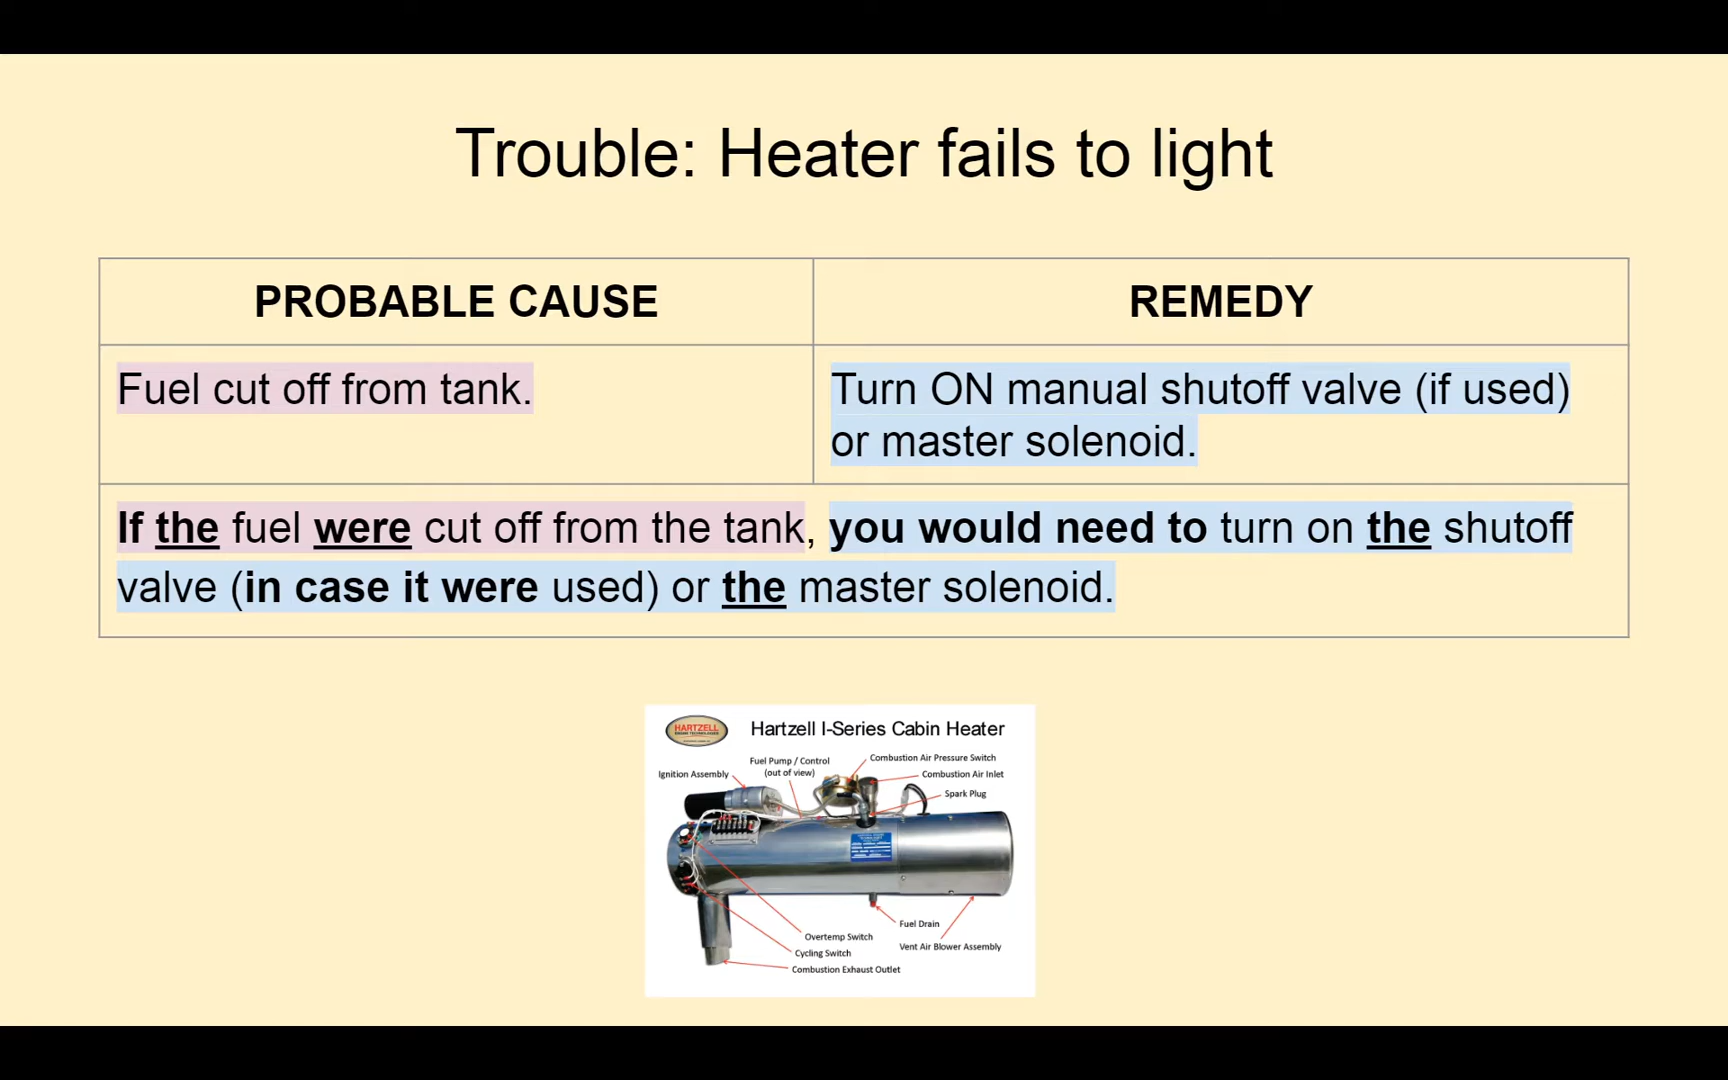 Trouble: Heater fails to light
PROBABLE CAUSE
REMEDY
Fuel cut off from tank.
Turn ON manual shutoff valve (if used)
or master solenoid.
If the fuel were cut off from the tank, you would need to turn on the shutoff
valve (in case it were used) or the master solenoid.
HARTZELL
Hartzell I-Series Cabin Heater
Combustion Air Pressure Switch
Fuel Pump / Control
(out of view)
Ignition Assembly
Combustion Air Inlet
Spark Plug
Fuel Drain
Overtemp Switch
Vent Air Blower Assembly
Cycling Switch
Combustion Exhaust Outlet